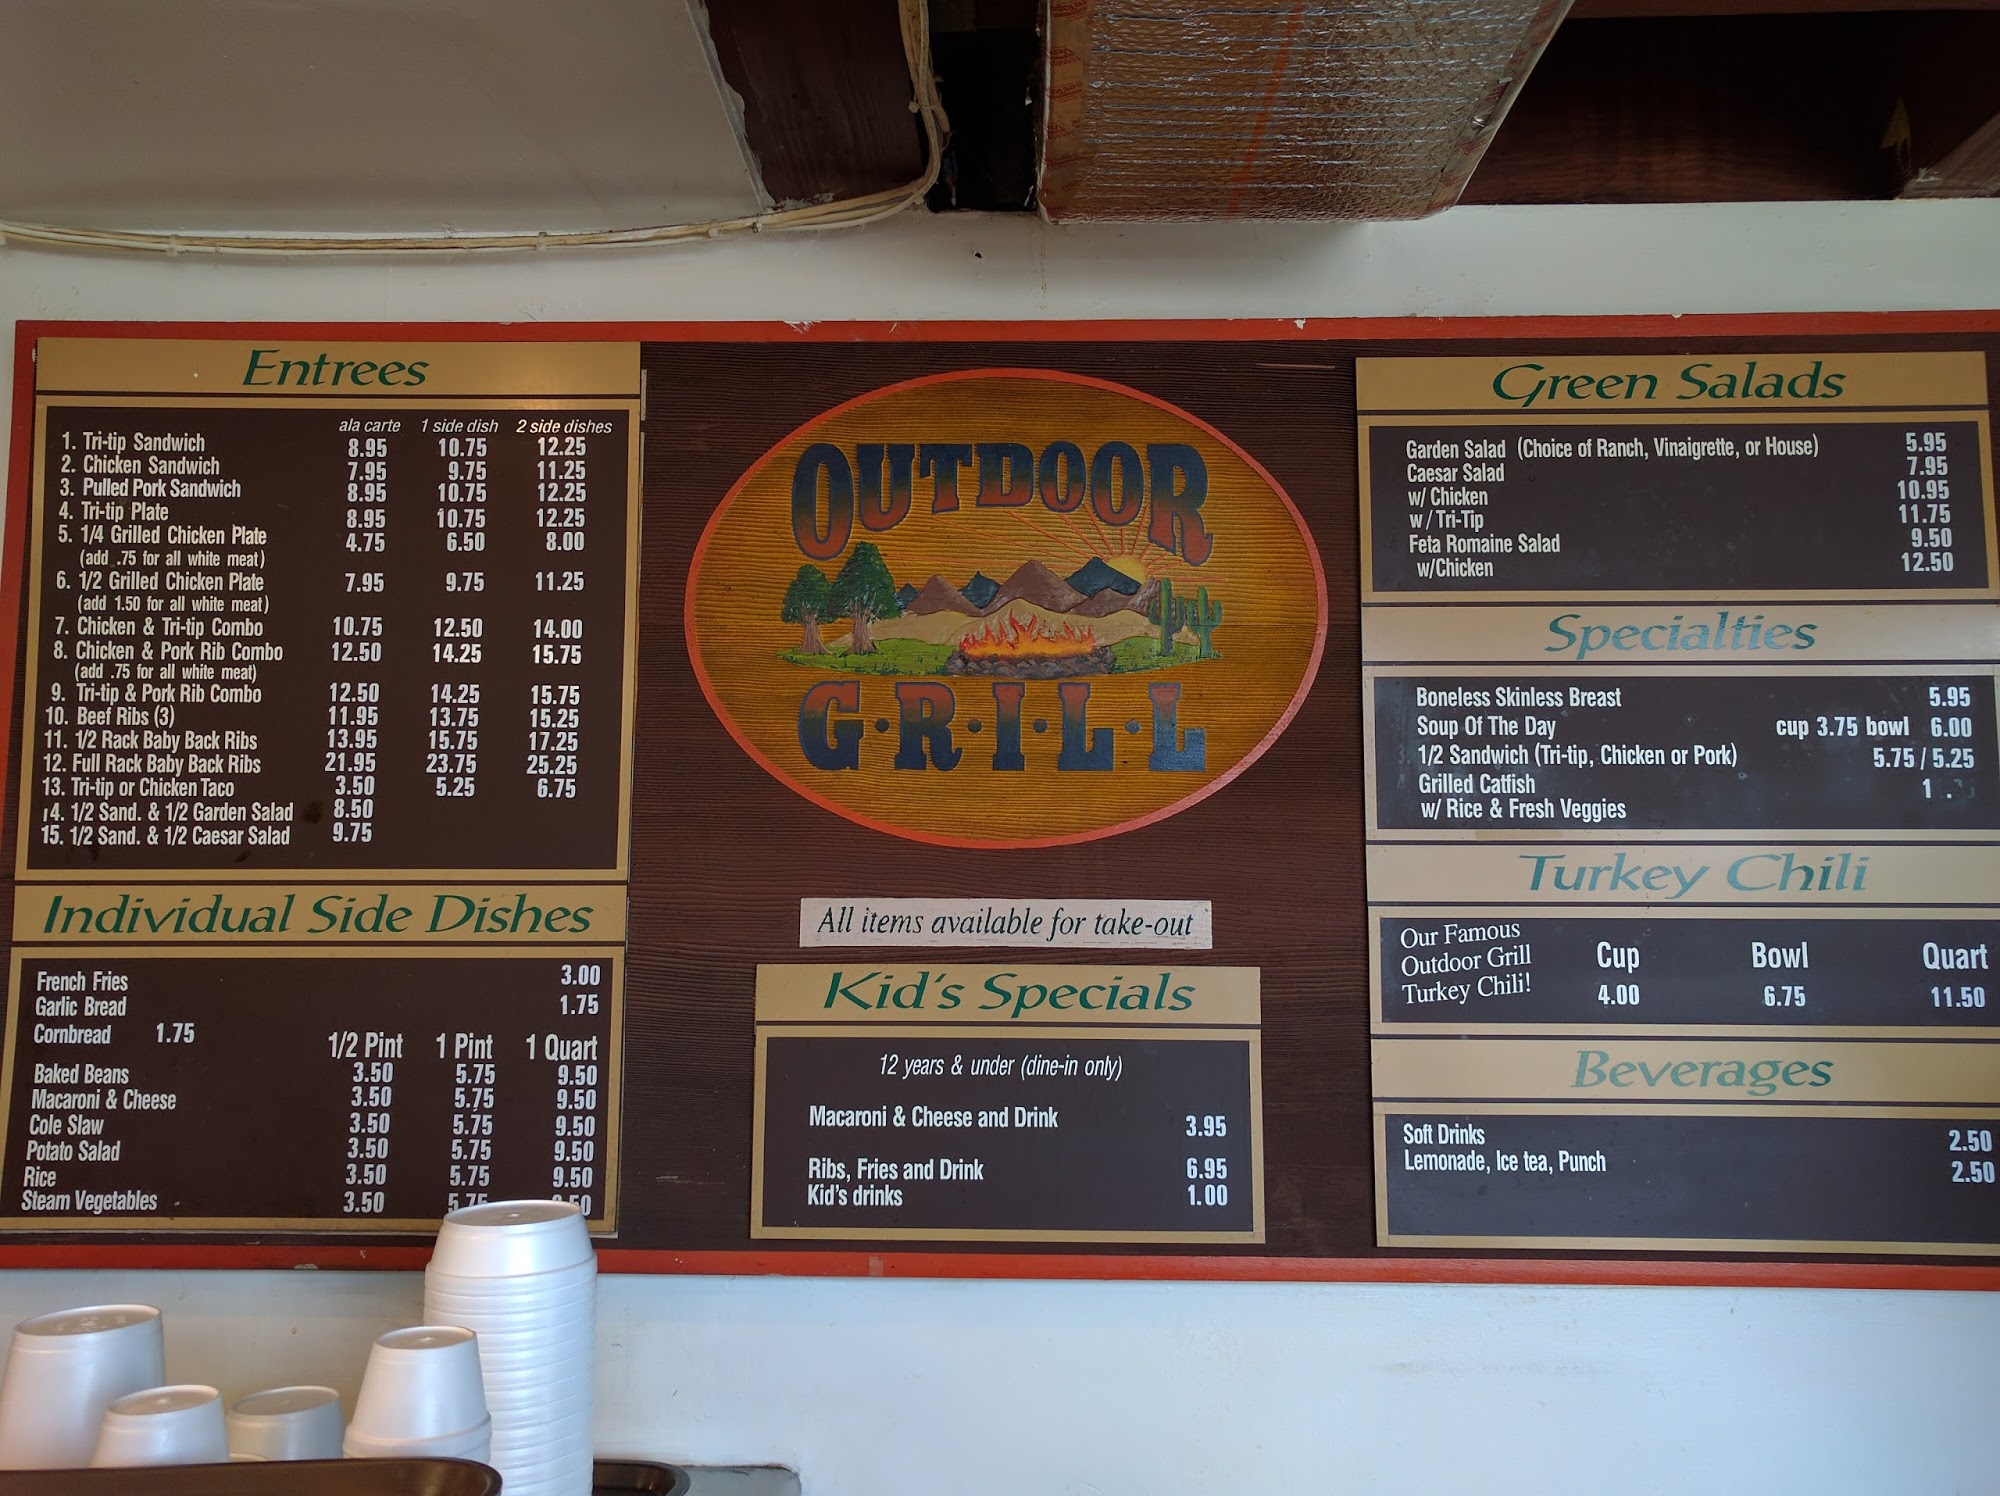 Entrees
ala carte 1 side dish 2 side dishes
1. Tri-tip Sandwich 8.95 10.75 12.25
2. Chicken Sandwich 7.95 9.75 11.25
3. Pulled Pork Sandwich 8.95 10.75 12.25
4. Tri-tip Plate 8.95 10.75 12.25
5. 1/4 Grilled Chicken Plate 4.75 6.50 8.00
(add .75 for all white meat)
6. 1/2 Grilled Chicken Plate 7.95 9.75 11.25
(add 1.50 for all white meat)
7. Chicken & Tri-tip Combo 10.75 12.50 14.00
8. Chicken & Pork Rib Combo 12.50 14.25 15.75
(add .75 for all white meat)
9. Tri-tip & Pork Rib Combo 12.50 14.25 15.75
10. Beef Ribs (3) 11.95 13.75 15.25
11. 1/2 Rack Baby Back Ribs 13.95 15.75 17.25
12. Full Rack Baby Back Ribs 21.95 23.75 25.25
13. Tri-tip or Chicken Taco 3.50 5.25 6.75
14. 1/2 Sand. & 1/2 Garden Salad 8.50
15. 1/2 Sand. & 1/2 Caesar Salad 9.75
Individual Side Dishes
French Fries 3.00
Garlic Bread 1.75
Cornbread 1.75
1/2 Pint 1 Pint 1 Quart
Baked Beans 3.50 5.75 9.50
Macaroni & Cheese 3.50 5.75 9.50
Cole Slaw 3.50 5.75 9.50
Potato Salad 3.50 5.75 9.50
Rice 3.50 5.75 9.50
Steam Vegetables 3.50 5.75
OUTDOOR
G·R·I·L·L
All items available for take-out
Kid's Specials
12 years & under (dine-in only)
Macaroni & Cheese and Drink 3.95
Ribs, Fries and Drink 6.95
Kid's drinks 1.00
Green Salads
Garden Salad (Choice of Ranch, Vinaigrette, or House) 5.95
Caesar Salad 7.95
w/ Chicken 10.95
w/ Tri-Tip 11.75
Feta Romaine Salad 9.50
w/Chicken 12.50
Specialties
Boneless Skinless Breast 5.95
Soup Of The Day cup 3.75 bowl 6.00
1/2 Sandwich (Tri-tip, Chicken or Pork) 5.75 / 5.25
Grilled Catfish
w/ Rice & Fresh Veggies
Turkey Chili
Our Famous
Outdoor Grill
Turkey Chili!
Cup Bowl Quart
4.00 6.75 11.50
Beverages
Soft Drinks 2.50
Lemonade, Ice tea, Punch 2.50